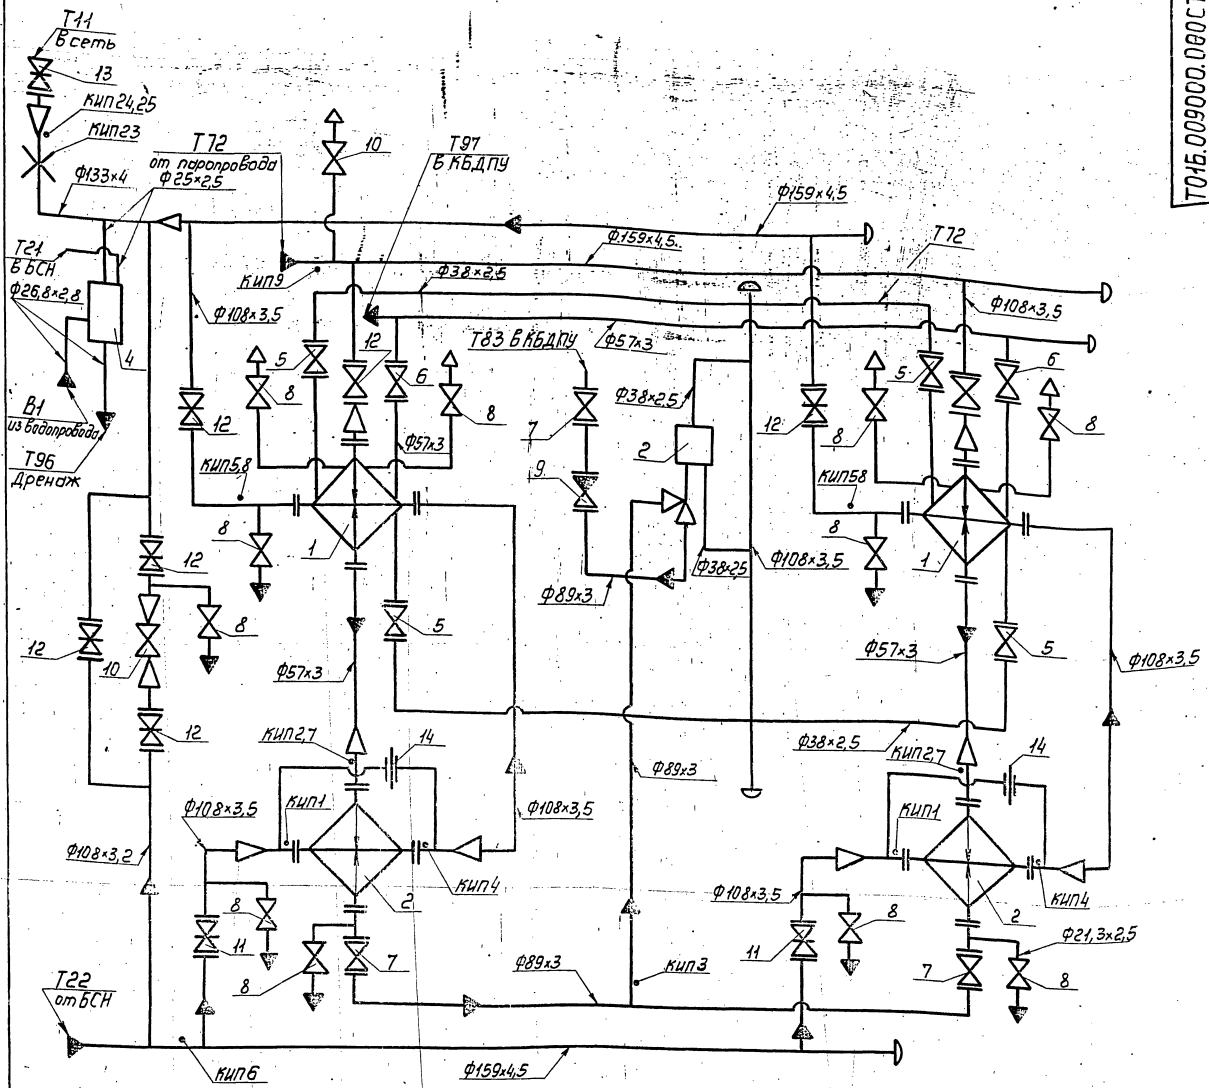 Т11
в сеть
13
КИП24,25
КИП23
Т72
от паропровода
Ф25×2,5
10
Т97
в КБДПУ
Ф133×4
Ф159×4,5
Т21
в БСН
Ф26,8×2,8
КИП9
Ф159×4,5
Т72
Ф38×2,5
Ф108×3,5
Ф108×3,5
4
5
12
6
Т83 в КБДПУ
Ф57×3
5
6
8
8
Ф38×2,5
В1
из водопровода
Т96
Дренаж
12
7
Ф57×3
2
12
8
8
9
КИП5,8
КИП58
8
1
8
1
12
Ф38×2,5
Ф108×3,5
Ф89×3
12
8
5
5
10
Ф57×3
Ф57×3
Ф108×3,5
12
КИП2,7
14
Ф38×2,5
КИП2,7
14
Ф89×3
Ф108×3,5
КИП1
Ф108×3,5
КИП1
Ф108×3,2
КИП4
Ф108×3,5
КИП4
8
2
8
2
11
11
Ф21,3×2,5
8
7
Ф89×3
КИП3
7
8
Т22
от БСН
КИП6
Ф159×4,5
Т01Б.009000.000СТ